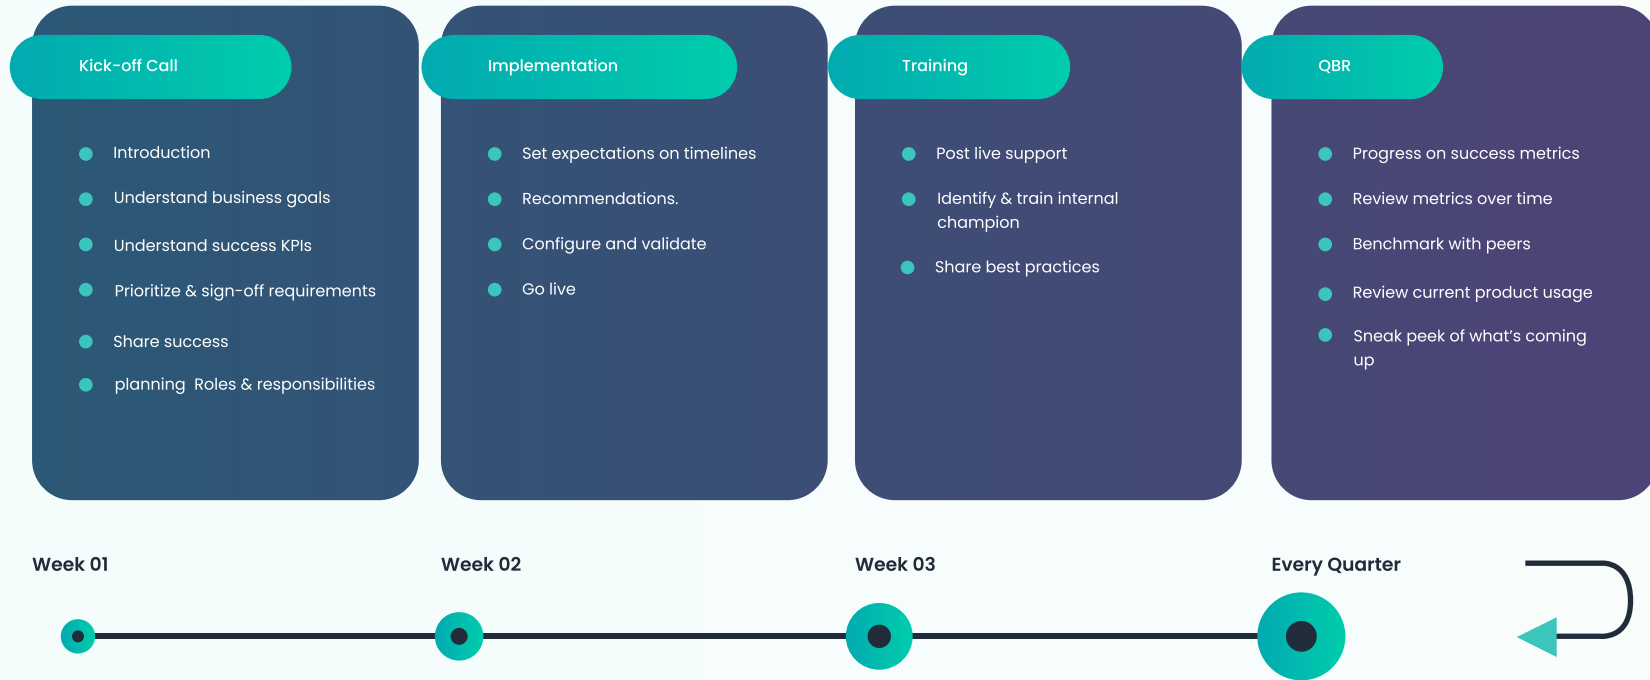 Kick-off Call
Introduction
Understand business goals
Understand success KPIs
Prioritize & sign-off requirements
Share success
planning  Roles & responsibilities
Implementation
Set expectations on timelines
Recommendations.
Configure and validate
Go live
Training
Post live support
Identify & train internal
champion
Share best practices
QBR
Progress on success metrics
Review metrics over time
Benchmark with peers
Review current product usage
Sneak peek of what’s coming
up
Week 01
Week 02
Week 03
Every Quarter